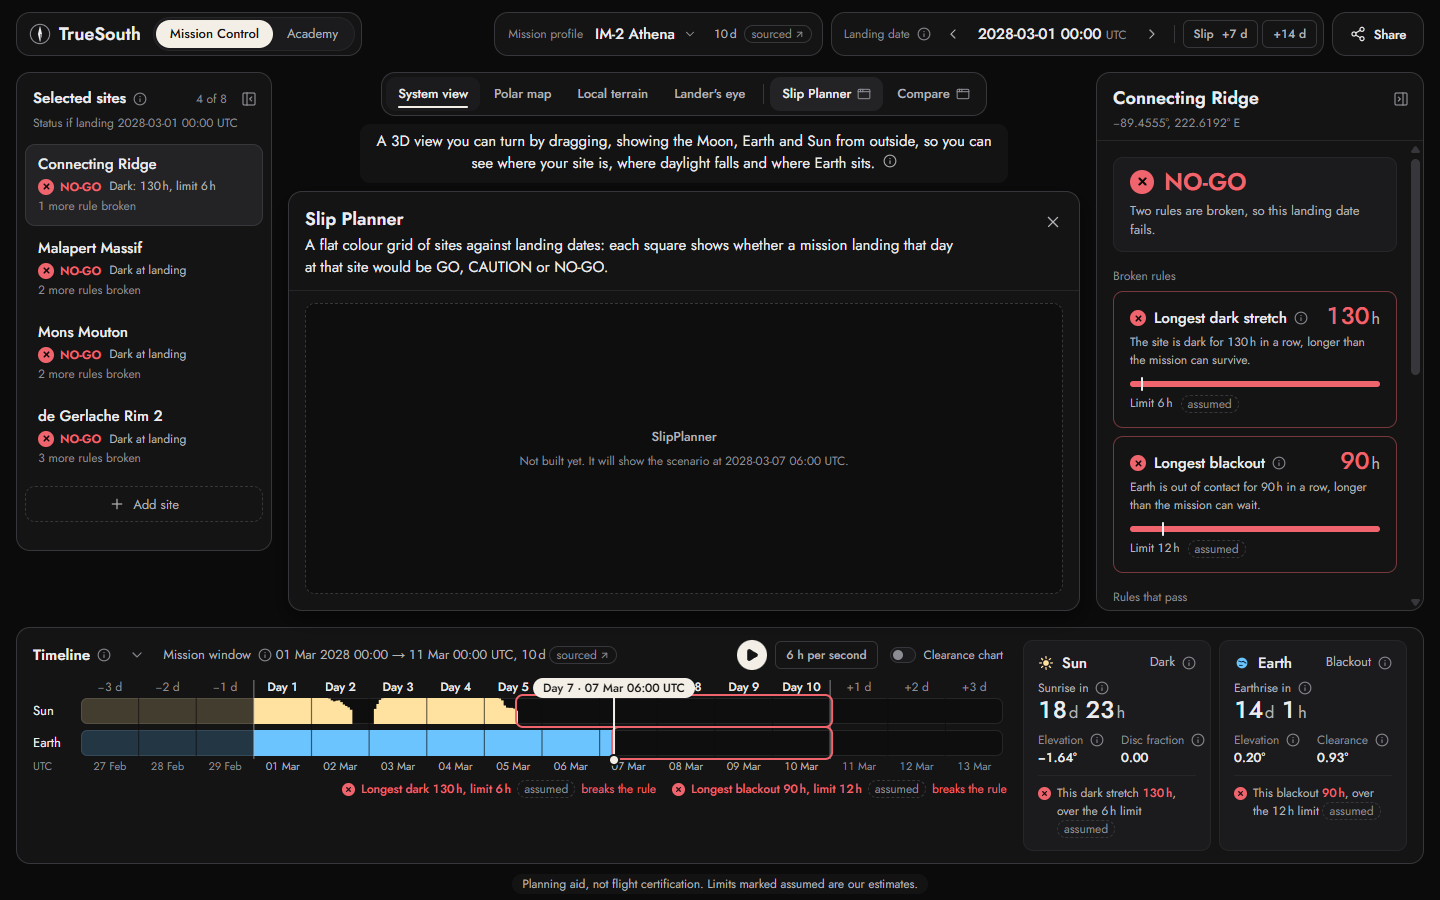 TrueSouth Mission Control Academy
Mission profile IM-2 Athena 10 d sourced ↗
Landing date 2028-03-01 00:00 UTC Slip +7 d +14 d
Share
Selected sites 4 of 8
Status if landing 2028-03-01 00:00 UTC
Connecting Ridge
NO-GO Dark: 130 h, limit 6 h
1 more rule broken
Malapert Massif
NO-GO Dark at landing
2 more rules broken
Mons Mouton
NO-GO Dark at landing
2 more rules broken
de Gerlache Rim 2
NO-GO Dark at landing
3 more rules broken
+ Add site
System view Polar map Local terrain Lander's eye Slip Planner Compare
A 3D view you can turn by dragging, showing the Moon, Earth and Sun from outside, so you can
see where your site is, where daylight falls and where Earth sits.
Slip Planner
A flat colour grid of sites against landing dates: each square shows whether a mission landing that day
at that site would be GO, CAUTION or NO-GO.
SlipPlanner
Not built yet. It will show the scenario at 2028-03-07 06:00 UTC.
Connecting Ridge
−89.4555°, 222.6192° E
NO-GO
Two rules are broken, so this landing date
fails.
Broken rules
Longest dark stretch 130 h
The site is dark for 130 h in a row, longer than
the mission can survive.
Limit 6 h assumed
Longest blackout 90 h
Earth is out of contact for 90 h in a row, longer
than the mission can wait.
Limit 12 h assumed
Rules that pass
Timeline Mission window 01 Mar 2028 00:00 → 11 Mar 00:00 UTC, 10 d sourced ↗
6 h per second Clearance chart
−3 d −2 d −1 d Day 1 Day 2 Day 3 Day 4 Day 5 Day 7 · 07 Mar 06:00 UTC 8 Day 9 Day 10 +1 d +2 d +3 d
Sun
Earth
UTC 27 Feb 28 Feb 29 Feb 01 Mar 02 Mar 03 Mar 04 Mar 05 Mar 06 Mar 07 Mar 08 Mar 09 Mar 10 Mar 11 Mar 12 Mar 13 Mar
Longest dark 130 h, limit 6 h assumed breaks the rule Longest blackout 90 h, limit 12 h assumed breaks the rule
Sun Dark
Sunrise in
18 d 23 h
Elevation Disc fraction
−1.64° 0.00
This dark stretch 130 h,
over the 6 h limit
assumed
Earth Blackout
Earthrise in
14 d 1 h
Elevation Clearance
0.20° 0.93°
This blackout 90 h, over
the 12 h limit assumed
Planning aid, not flight certification. Limits marked assumed are our estimates.